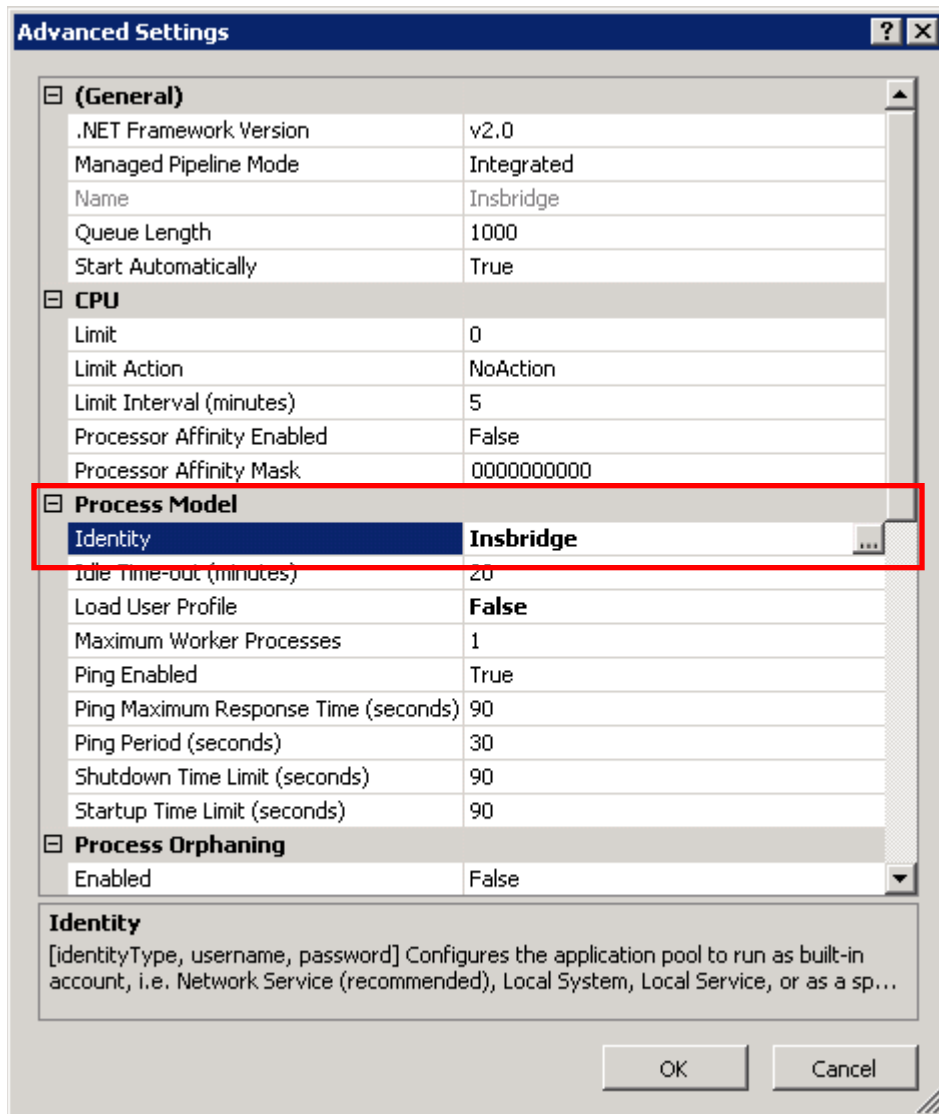 Advanced Settings
(General)
.NET Framework Version v2.0
Managed Pipeline Mode Integrated
Name Insbridge
Queue Length 1000
Start Automatically True
CPU
Limit 0
Limit Action NoAction
Limit Interval (minutes) 5
Processor Affinity Enabled False
Processor Affinity Mask 0000000000
Process Model
Identity Insbridge ...
Idle Time-out (minutes) 20
Load User Profile False
Maximum Worker Processes 1
Ping Enabled True
Ping Maximum Response Time (seconds) 90
Ping Period (seconds) 30
Shutdown Time Limit (seconds) 90
Startup Time Limit (seconds) 90
Process Orphaning
Enabled False
Identity
[identityType, username, password] Configures the application pool to run as built-in
account, i.e. Network Service (recommended), Local System, Local Service, or as a sp...
OK Cancel